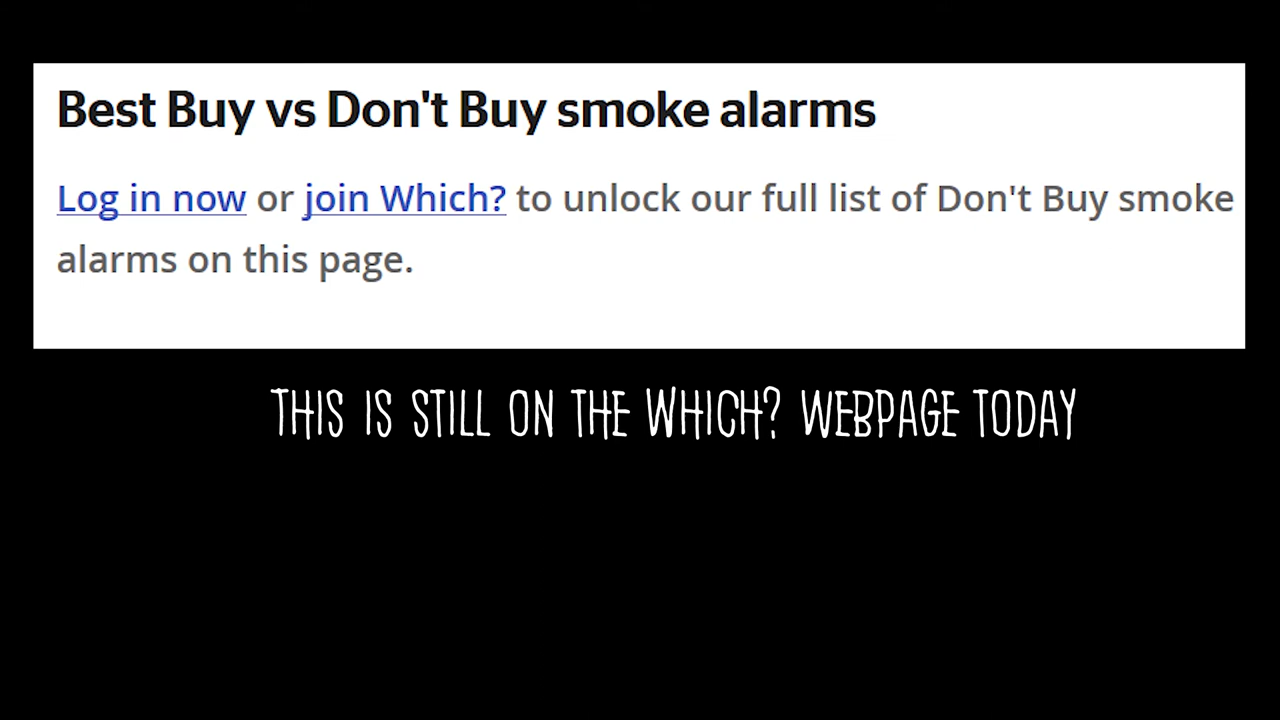 Best Buy vs Don't Buy smoke alarms
Log in now or join Which? to unlock our full list of Don't Buy smoke
alarms on this page.
THIS IS STILL ON THE WHICH? WEBPAGE TODAY